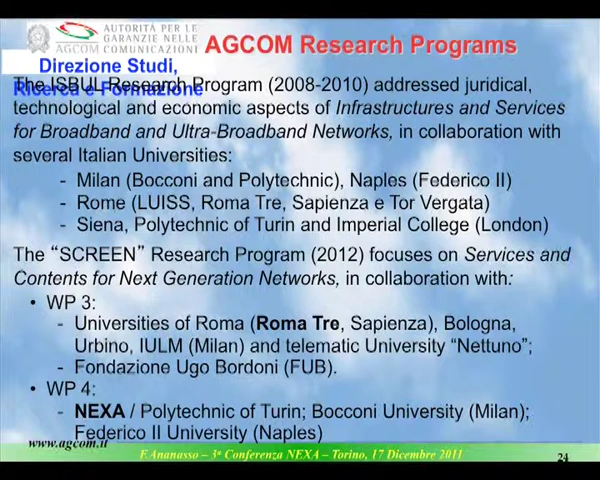 AUTORITÀ PER LE
GARANZIE NELLE
AGCOM COMUNICAZIONI
AGCOM Research Programs
Direzione Studi,
Ricerca e Formazione
The ISBUL Research Program (2008-2010) addressed juridical,
technological and economic aspects of Infrastructures and Services
for Broadband and Ultra-Broadband Networks, in collaboration with
several Italian Universities:
- Milan (Bocconi and Polytechnic), Naples (Federico II)
- Rome (LUISS, Roma Tre, Sapienza e Tor Vergata)
- Siena, Polytechnic of Turin and Imperial College (London)
The “SCREEN” Research Program (2012) focuses on Services and
Contents for Next Generation Networks, in collaboration with:
• WP 3:
- Universities of Roma (Roma Tre, Sapienza), Bologna,
Urbino, IULM (Milan) and telematic University “Nettuno”;
- Fondazione Ugo Bordoni (FUB).
• WP 4:
- NEXA / Polytechnic of Turin; Bocconi University (Milan);
Federico II University (Naples)
www.agcom.it
F. Ananasso – 3ª Conferenza NEXA – Torino, 17 Dicembre 2011
24